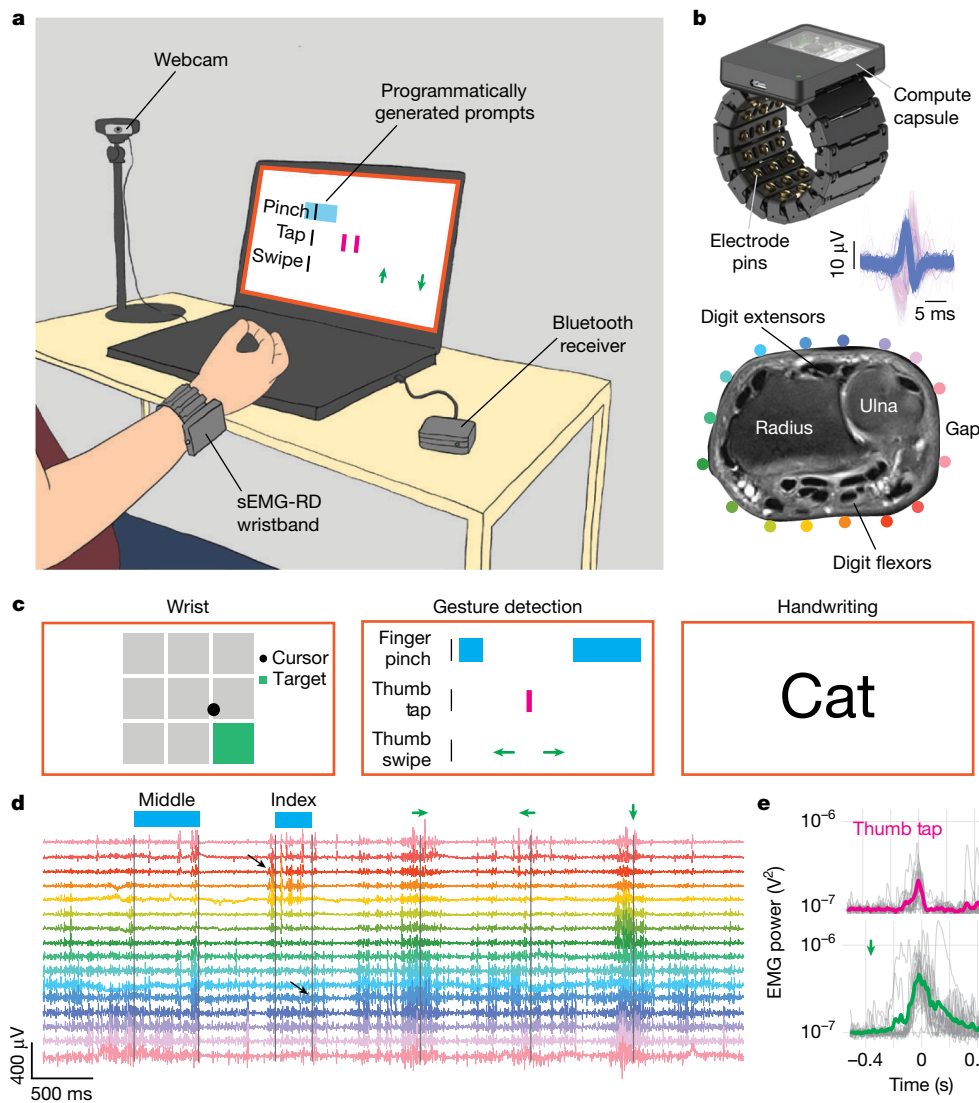 a
Webcam
Programmatically
generated prompts
Pinch
Tap
Swipe
Bluetooth
receiver
sEMG-RD
wristband
b
Compute
capsule
Electrode
pins
10 µV
5 ms
Digit extensors
Radius
Ulna
Gap
Digit flexors
c
Wrist
Cursor
Target
Gesture detection
Finger
pinch
Thumb
tap
Thumb
swipe
Handwriting
Cat
d
Middle
Index
400 µV
500 ms
e
EMG power (V²)
10⁻⁶
Thumb tap
10⁻⁷
10⁻⁶
10⁻⁷
−0.4
0
0.
Time (s)